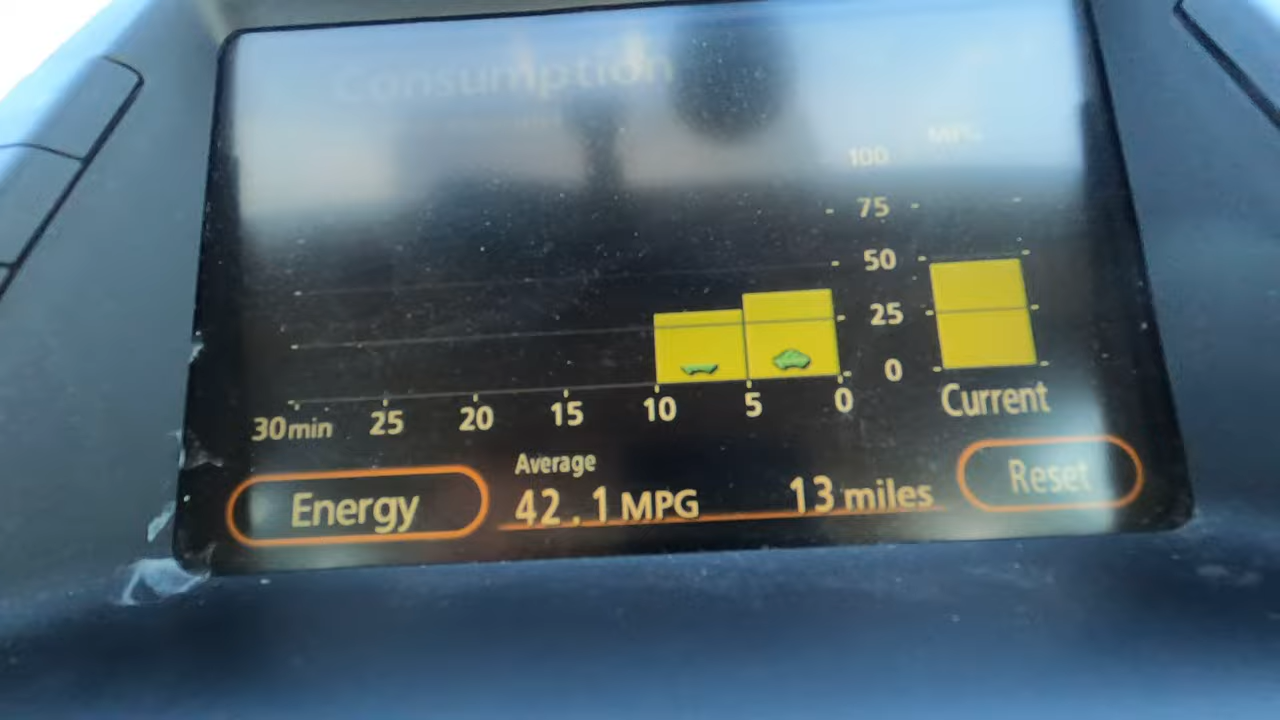 Consumption
MPG
100
75
50
25
0
30min 25 20 15 10 5 0
Current
Energy
Average
42.1 MPG
13 miles
Reset